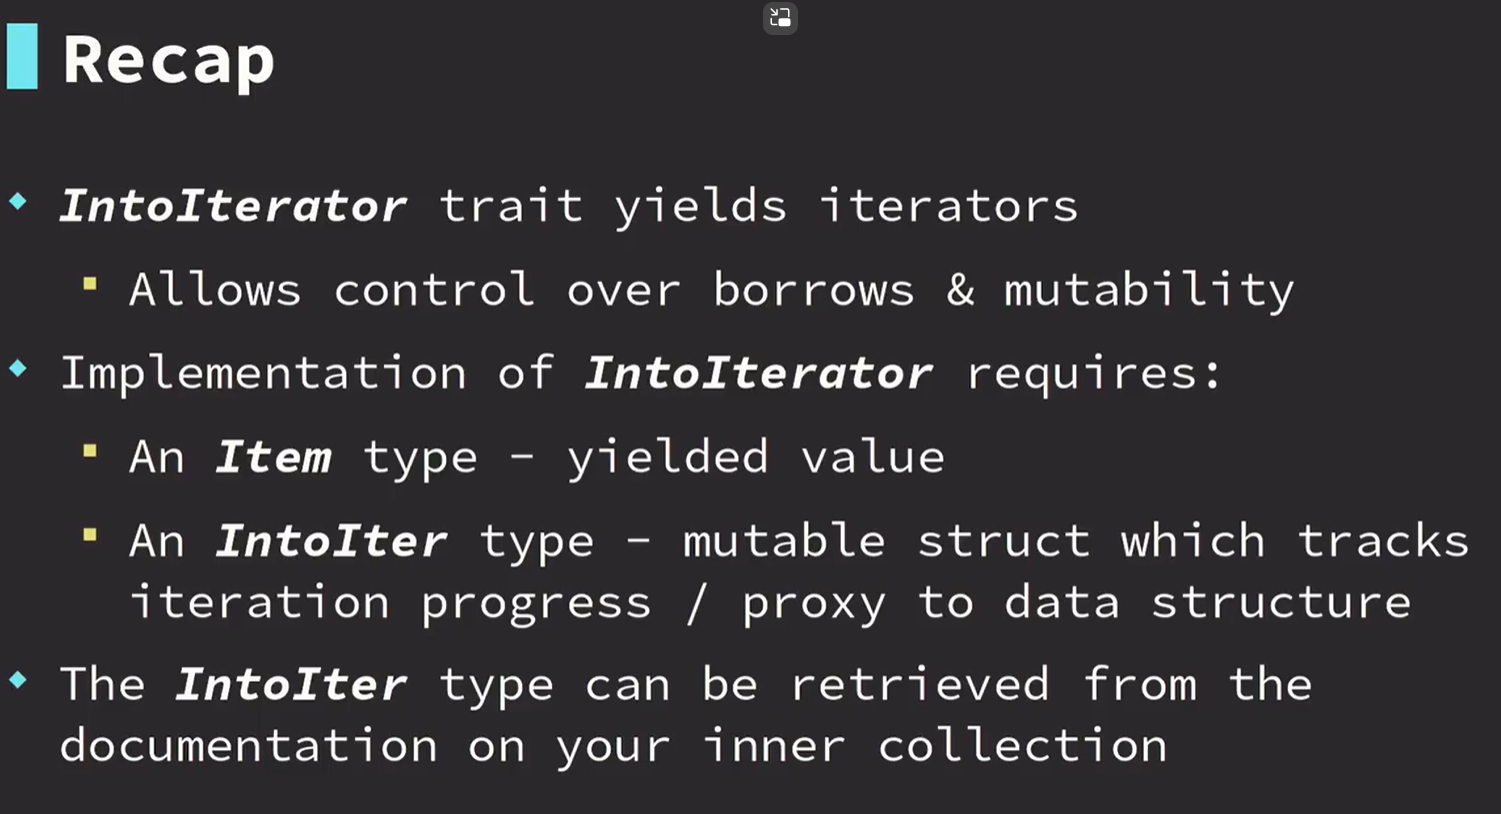 Recap
IntoIterator trait yields iterators
Allows control over borrows & mutability
Implementation of IntoIterator requires:
An Item type – yielded value
An IntoIter type – mutable struct which tracks
iteration progress / proxy to data structure
The IntoIter type can be retrieved from the
documentation on your inner collection